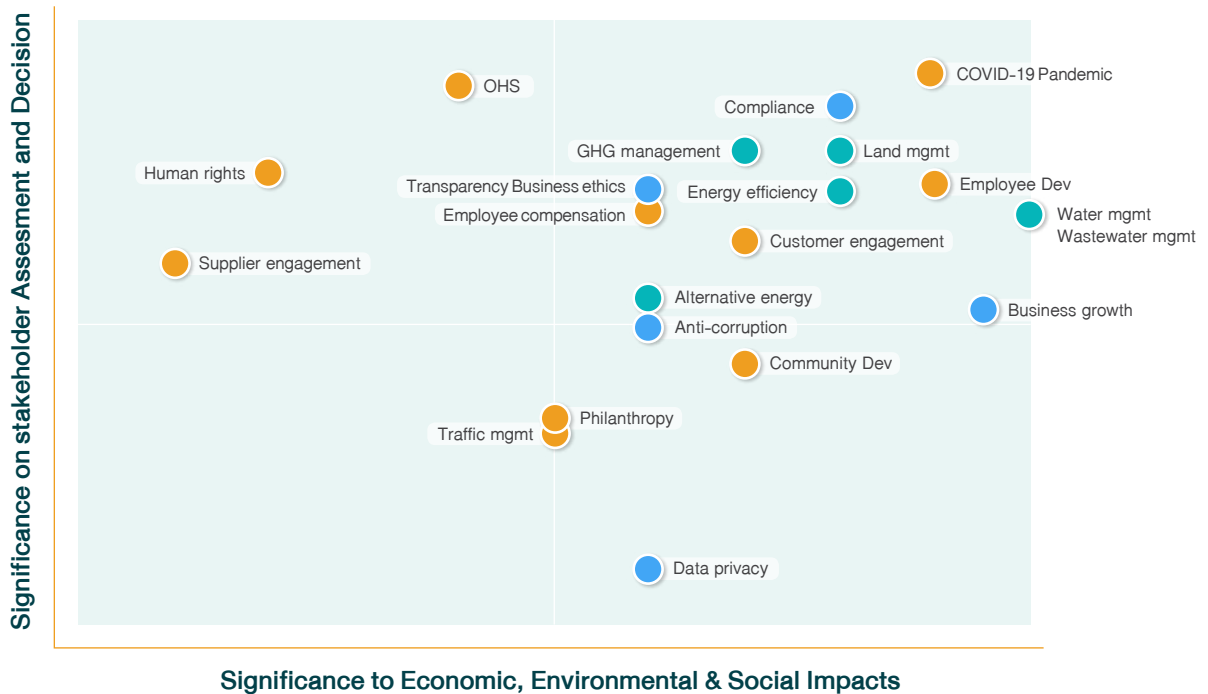 Significance on stakeholder Assesment and Decision
COVID-19 Pandemic
OHS
Compliance
GHG management
Land mgmt
Human rights
Transparency Business ethics
Energy efficiency
Employee Dev
Employee compensation
Water mgmt
Wastewater mgmt
Customer engagement
Supplier engagement
Alternative energy
Business growth
Anti-corruption
Community Dev
Philanthropy
Traffic mgmt
Data privacy
Significance to Economic, Environmental & Social Impacts